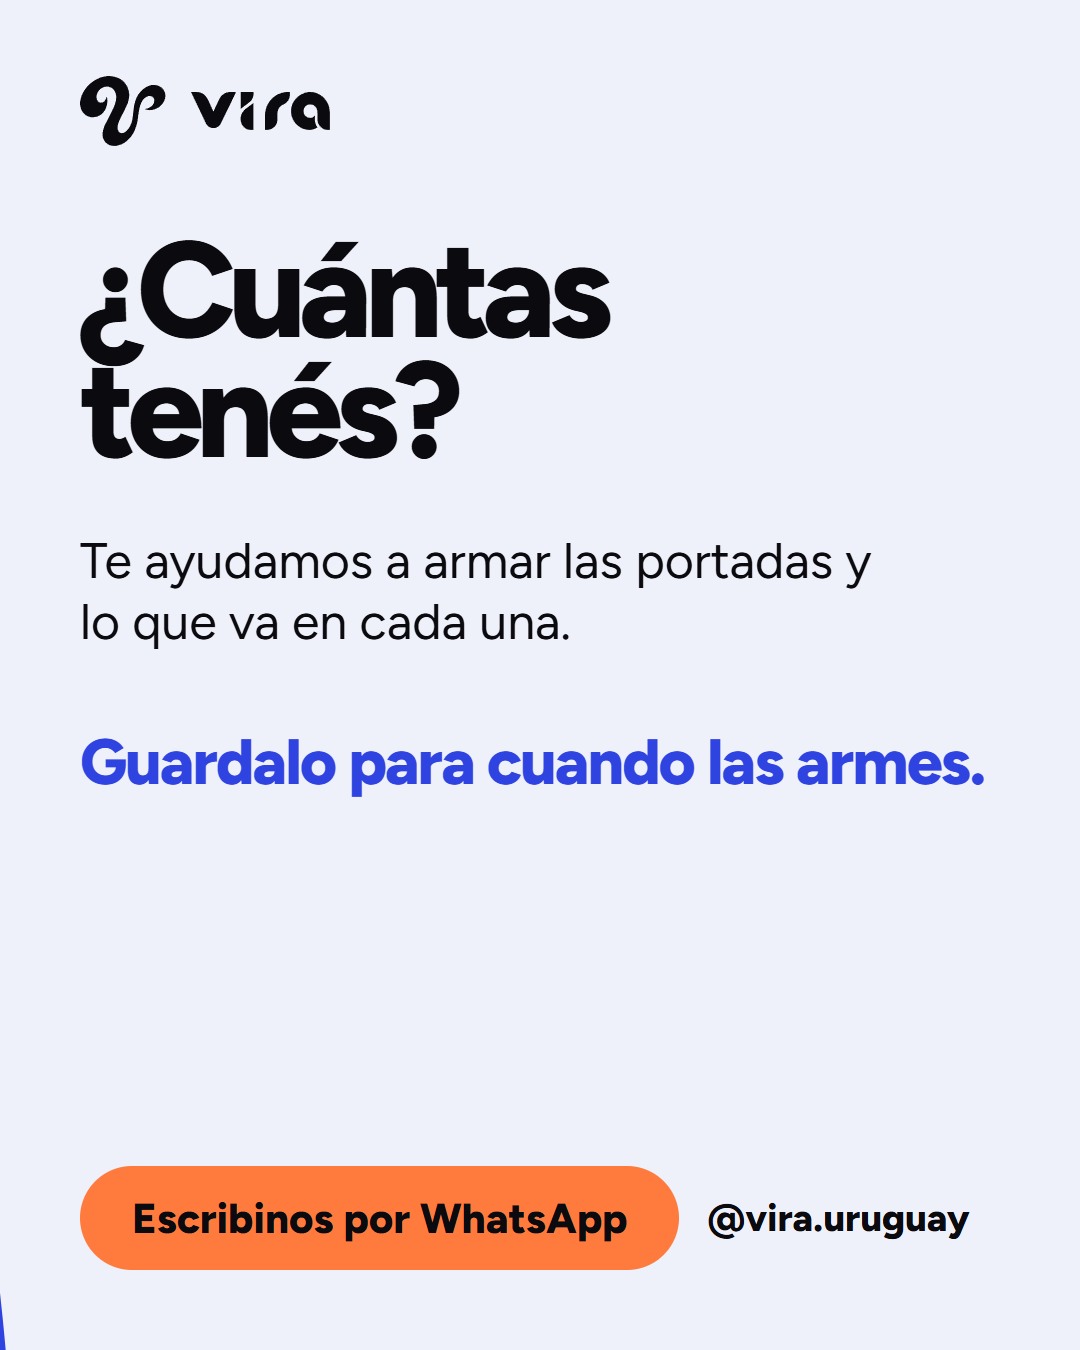 vira
¿Cuántas
tenés?
Te ayudamos a armar las portadas y
lo que va en cada una.
Guardalo para cuando las armes.
Escribinos por WhatsApp
@vira.uruguay